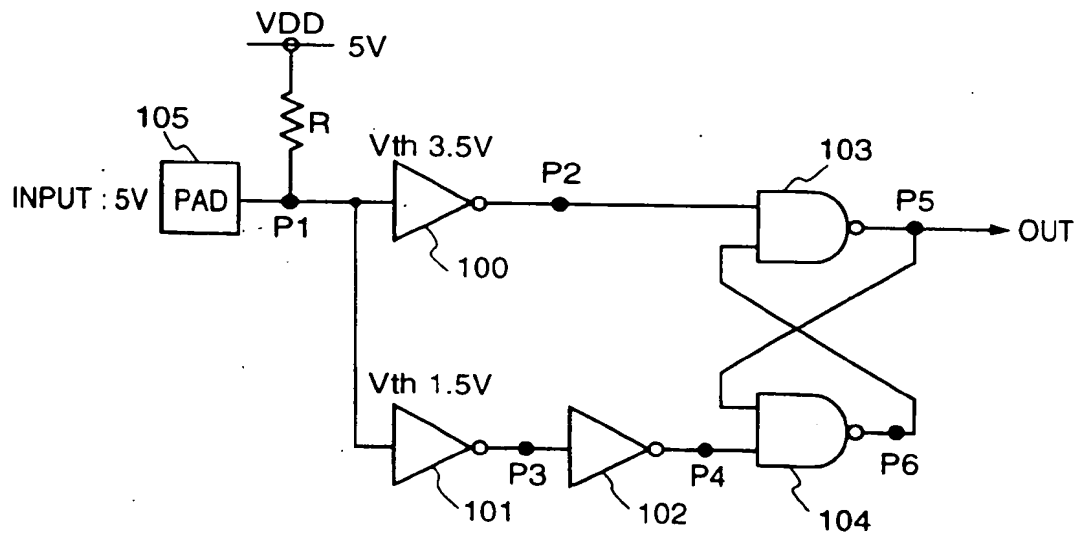 VDD
5V
105
R
Vth 3.5V
103
INPUT : 5V
PAD
P1
P2
P5
OUT
100
Vth 1.5V
P3
P4
P6
101
102
104